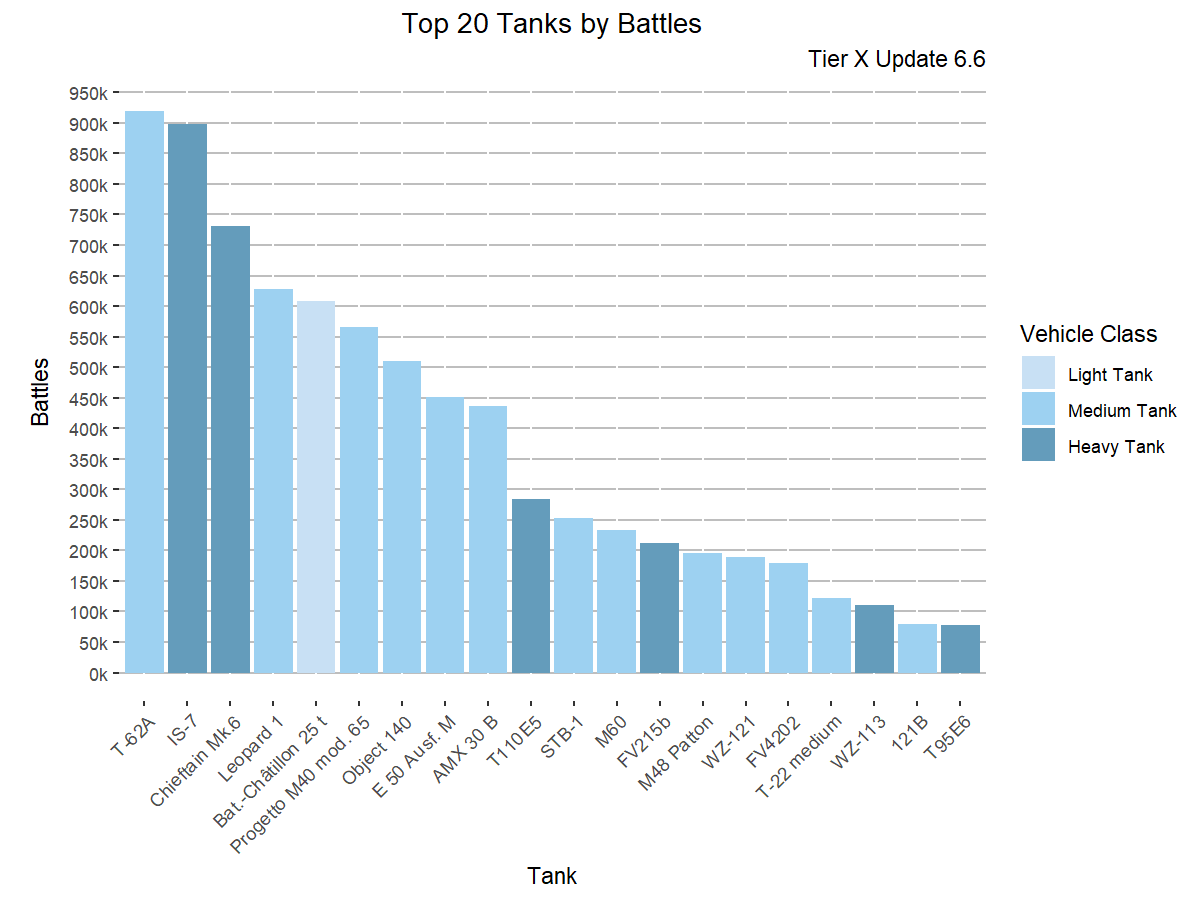 Top 20 Tanks by Battles
Tier X Update 6.6
950k
900k
850k
800k
750k
700k
650k
600k
550k
500k
450k
400k
350k
300k
250k
200k
150k
100k
50k
0k
Battles
T-62A
IS-7
Chieftain Mk.6
Leopard 1
Bat.-Châtillon 25 t
Progetto M40 mod. 65
Object 140
E 50 Ausf. M
AMX 30 B
T110E5
STB-1
M60
FV215b
M48 Patton
WZ-121
FV4202
T-22 medium
WZ-113
121B
T95E6
Tank
Vehicle Class
Light Tank
Medium Tank
Heavy Tank